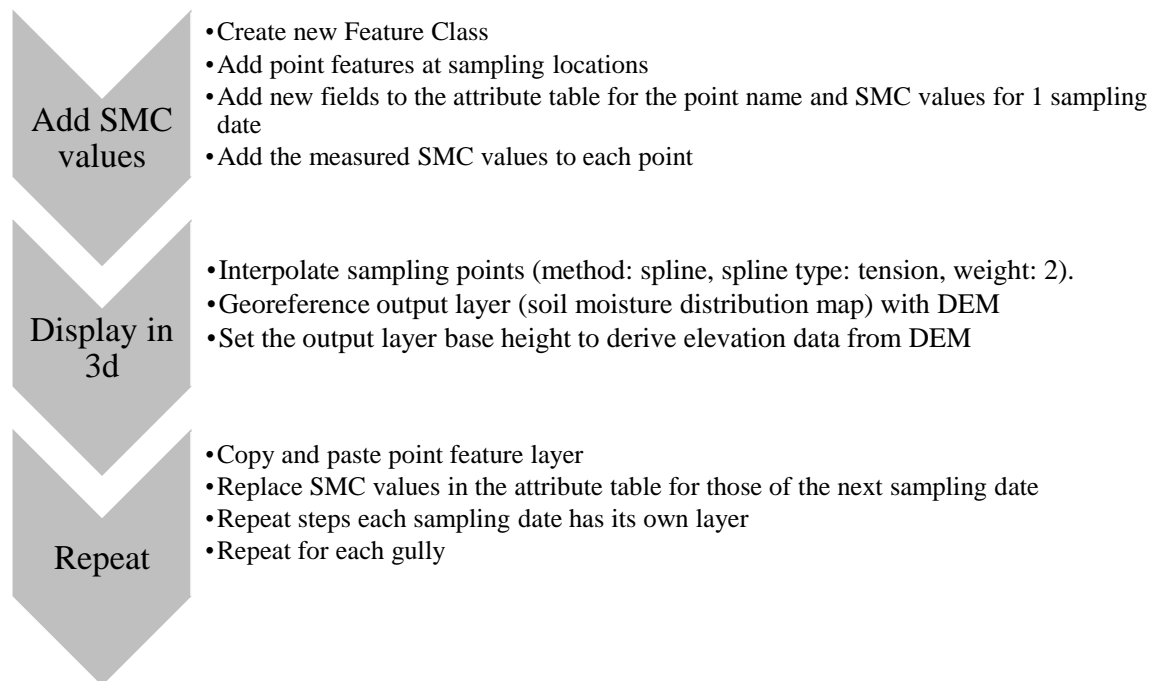 Add SMC
values
•Create new Feature Class
•Add point features at sampling locations
•Add new fields to the attribute table for the point name and SMC values for 1 sampling
date
•Add the measured SMC values to each point
Display in
3d
•Interpolate sampling points (method: spline, spline type: tension, weight: 2).
•Georeference output layer (soil moisture distribution map) with DEM
•Set the output layer base height to derive elevation data from DEM
Repeat
•Copy and paste point feature layer
•Replace SMC values in the attribute table for those of the next sampling date
•Repeat steps each sampling date has its own layer
•Repeat for each gully